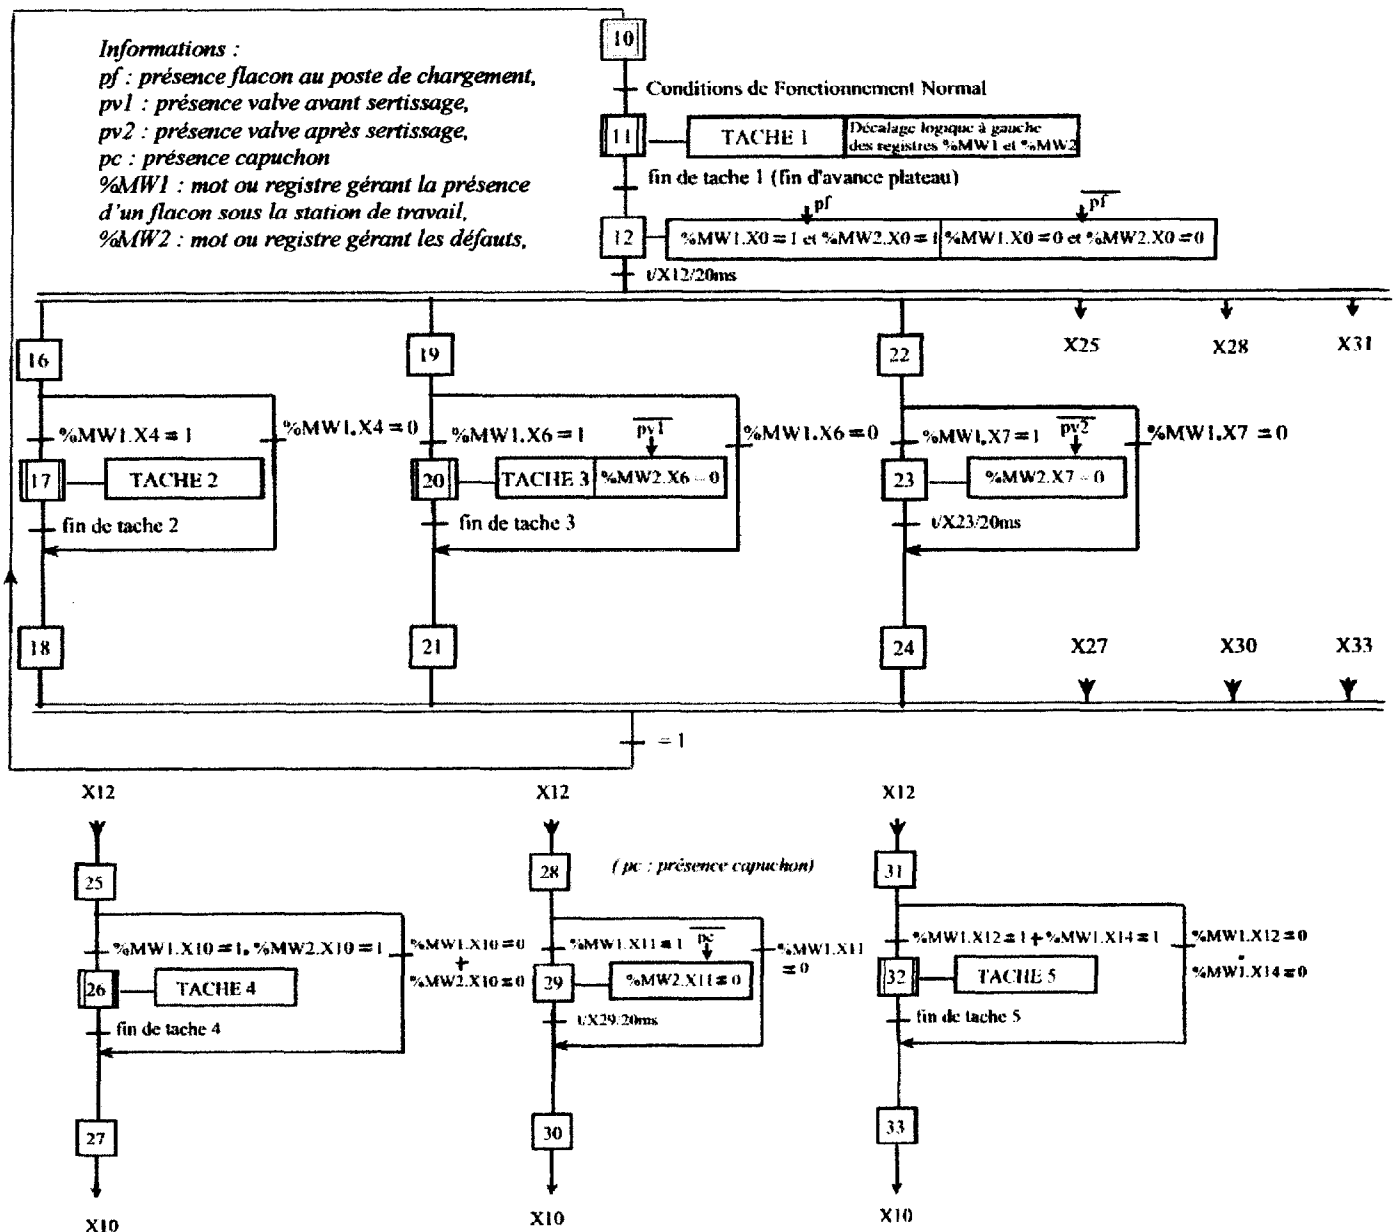 Informations :
pf : présence flacon au poste de chargement,
pv1 : présence valve avant sertissage,
pv2 : présence valve après sertissage,
pc : présence capuchon
%MW1 : mot ou registre gérant la présence
d'un flacon sous la station de travail,
%MW2 : mot ou registre gérant les défauts,
10
Conditions de Fonctionnement Normal
11
TACHE 1
Décalage logique à gauche
des registres %MW1 et %MW2
fin de tache 1 (fin d'avance plateau)
pf
pf
12
%MW1.X0 = 1 et %MW2.X0 = 1
%MW1.X0 = 0 et %MW2.X0 = 0
t/X12/20ms
16
19
22
X25
X28
X31
%MW1.X4 = 1
%MW1.X4 = 0
%MW1.X6 = 1
pv1
%MW1.X6 = 0
%MW1.X7 = 1
pv2
%MW1.X7 = 0
17
TACHE 2
20
TACHE 3
%MW2.X6 = 0
23
%MW2.X7 = 0
fin de tache 2
fin de tache 3
t/X23/20ms
18
21
24
X27
X30
X33
= 1
X12
X12
X12
25
28
( pc : présence capuchon)
31
%MW1.X10 = 1. %MW2.X10 = 1
%MW1.X10 = 0
+
%MW2.X10 = 0
%MW1.X11 = 1
pc
%MW1.X11
= 0
%MW1.X12 = 1 + %MW1.X14 = 1
%MW1.X12 = 0
.
%MW1.X14 = 0
26
TACHE 4
29
%MW2.X11 = 0
32
TACHE 5
fin de tache 4
t/X29/20ms
fin de tache 5
27
30
33
X10
X10
X10